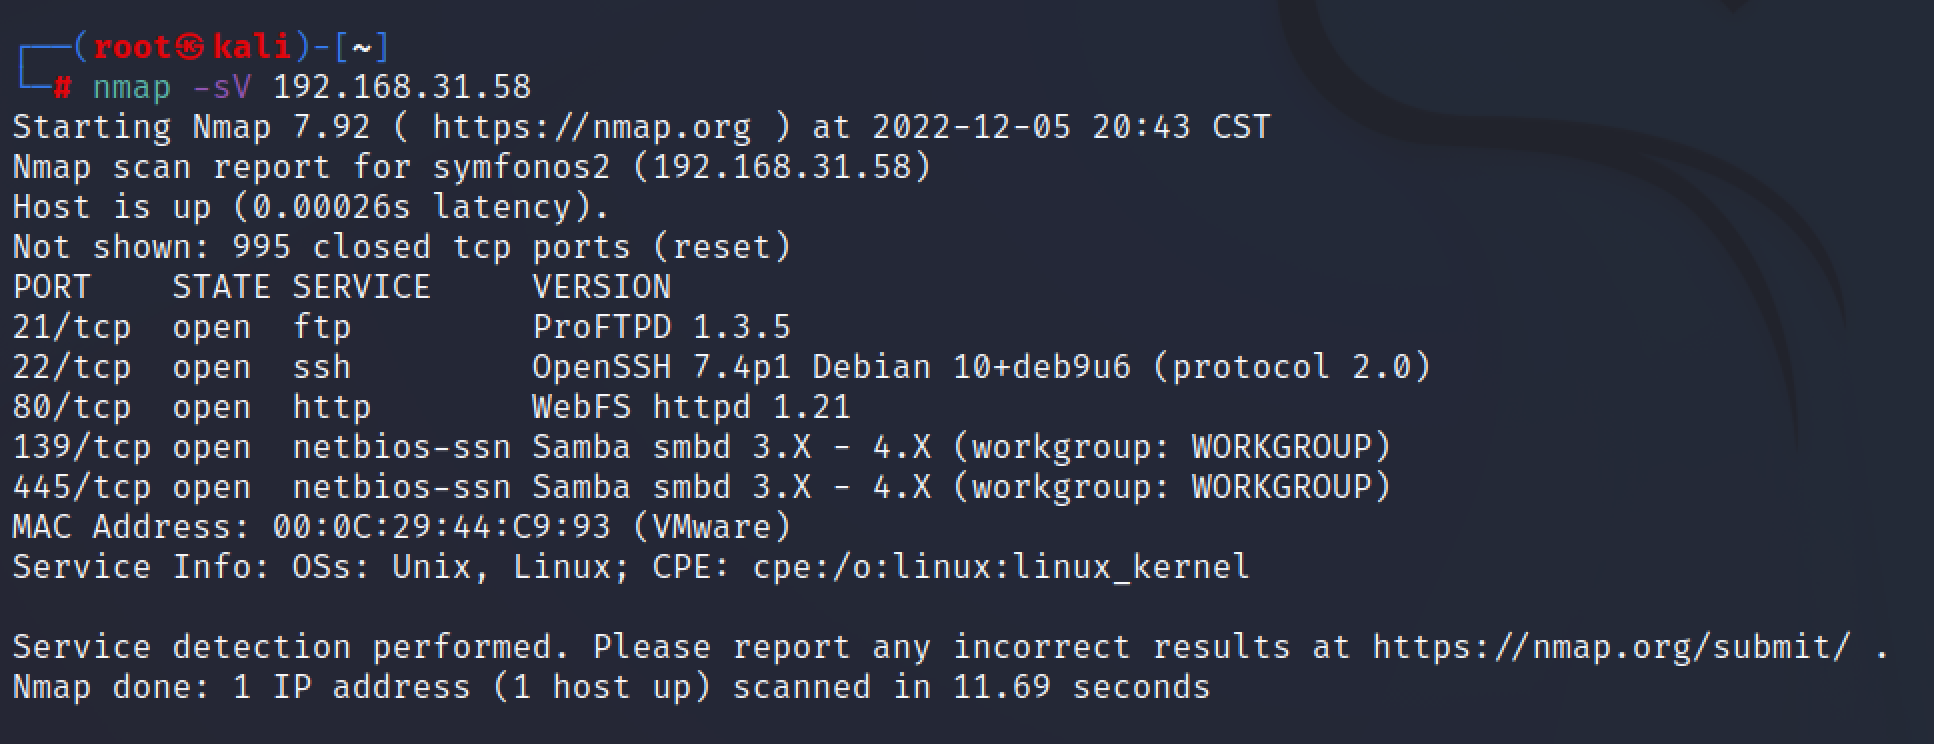 ┌──(root㉿kali)-[~]
└─# nmap -sV 192.168.31.58
Starting Nmap 7.92 ( https://nmap.org ) at 2022-12-05 20:43 CST
Nmap scan report for symfonos2 (192.168.31.58)
Host is up (0.00026s latency).
Not shown: 995 closed tcp ports (reset)
PORT    STATE SERVICE     VERSION
21/tcp  open  ftp         ProFTPD 1.3.5
22/tcp  open  ssh         OpenSSH 7.4p1 Debian 10+deb9u6 (protocol 2.0)
80/tcp  open  http        WebFS httpd 1.21
139/tcp open  netbios-ssn Samba smbd 3.X - 4.X (workgroup: WORKGROUP)
445/tcp open  netbios-ssn Samba smbd 3.X - 4.X (workgroup: WORKGROUP)
MAC Address: 00:0C:29:44:C9:93 (VMware)
Service Info: OSs: Unix, Linux; CPE: cpe:/o:linux:linux_kernel

Service detection performed. Please report any incorrect results at https://nmap.org/submit/ .
Nmap done: 1 IP address (1 host up) scanned in 11.69 seconds